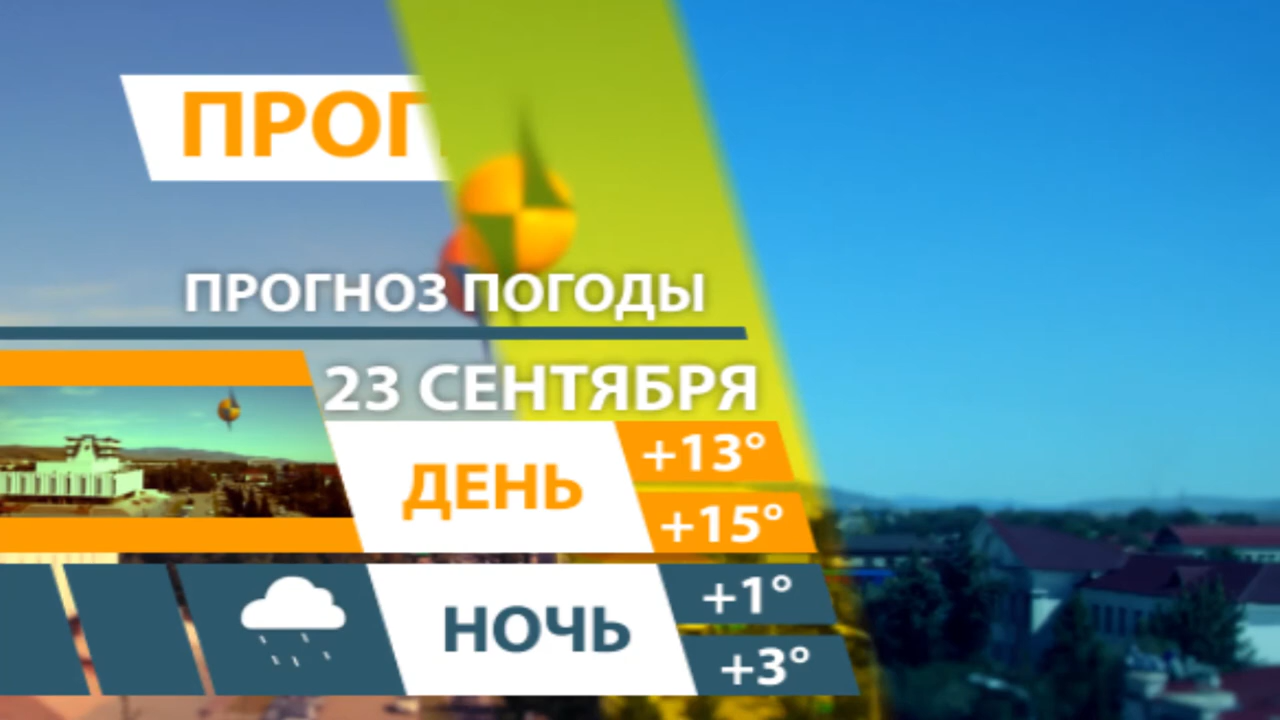 ПРОГ
ПРОГНОЗ ПОГОДЫ
23 СЕНТЯБРЯ
ДЕНЬ
+13°
+15°
НОЧЬ
+1°
+3°